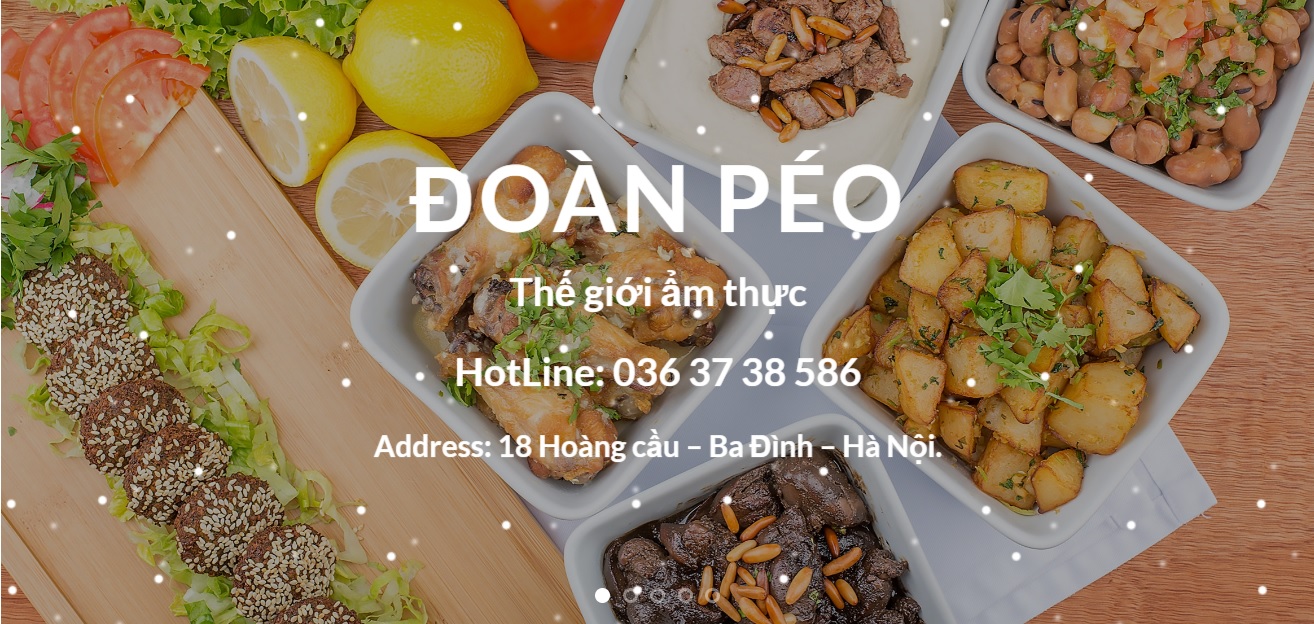 ĐOÀN PÉO
Thế giới ẩm thực
HotLine: 036 37 38 586
Address: 18 Hoàng cầu – Ba Đình – Hà Nội.